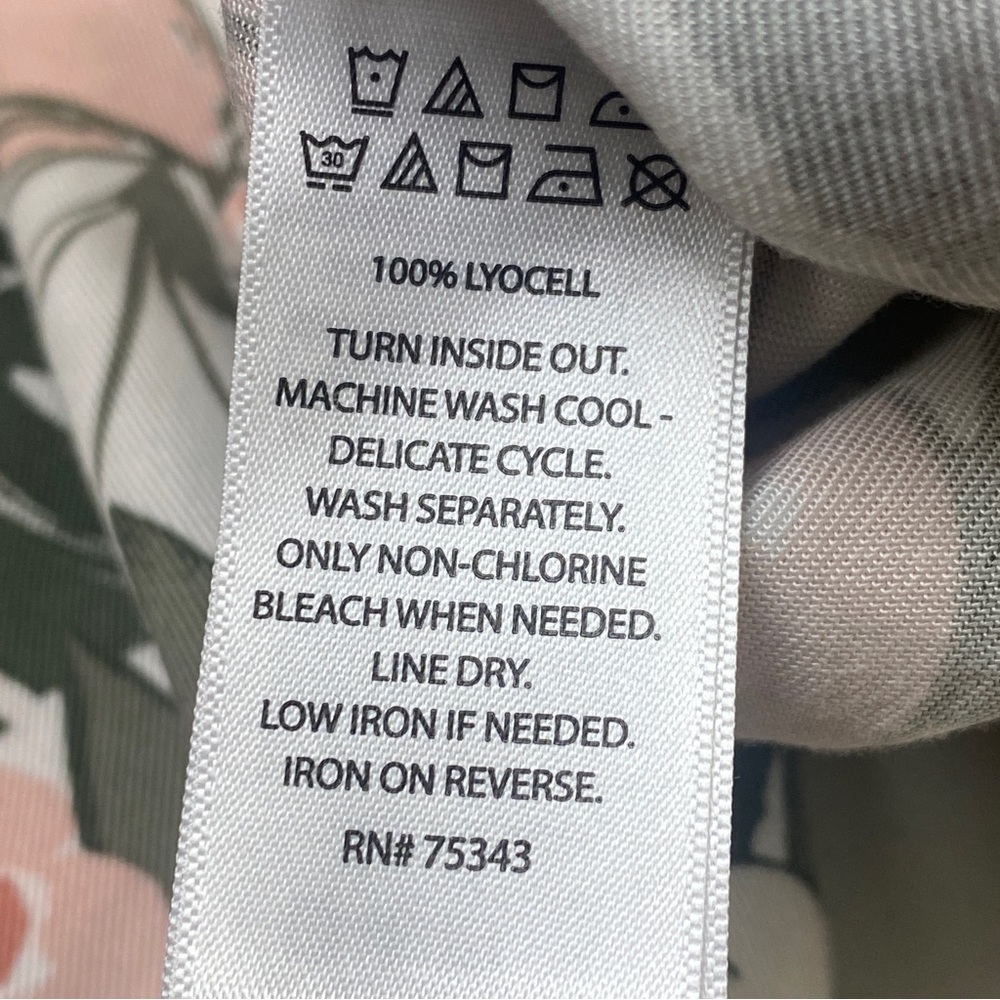 30
100% LYOCELL
TURN INSIDE OUT.
MACHINE WASH COOL -
DELICATE CYCLE.
WASH SEPARATELY.
ONLY NON-CHLORINE
BLEACH WHEN NEEDED.
LINE DRY.
LOW IRON IF NEEDED.
IRON ON REVERSE.
RN# 75343